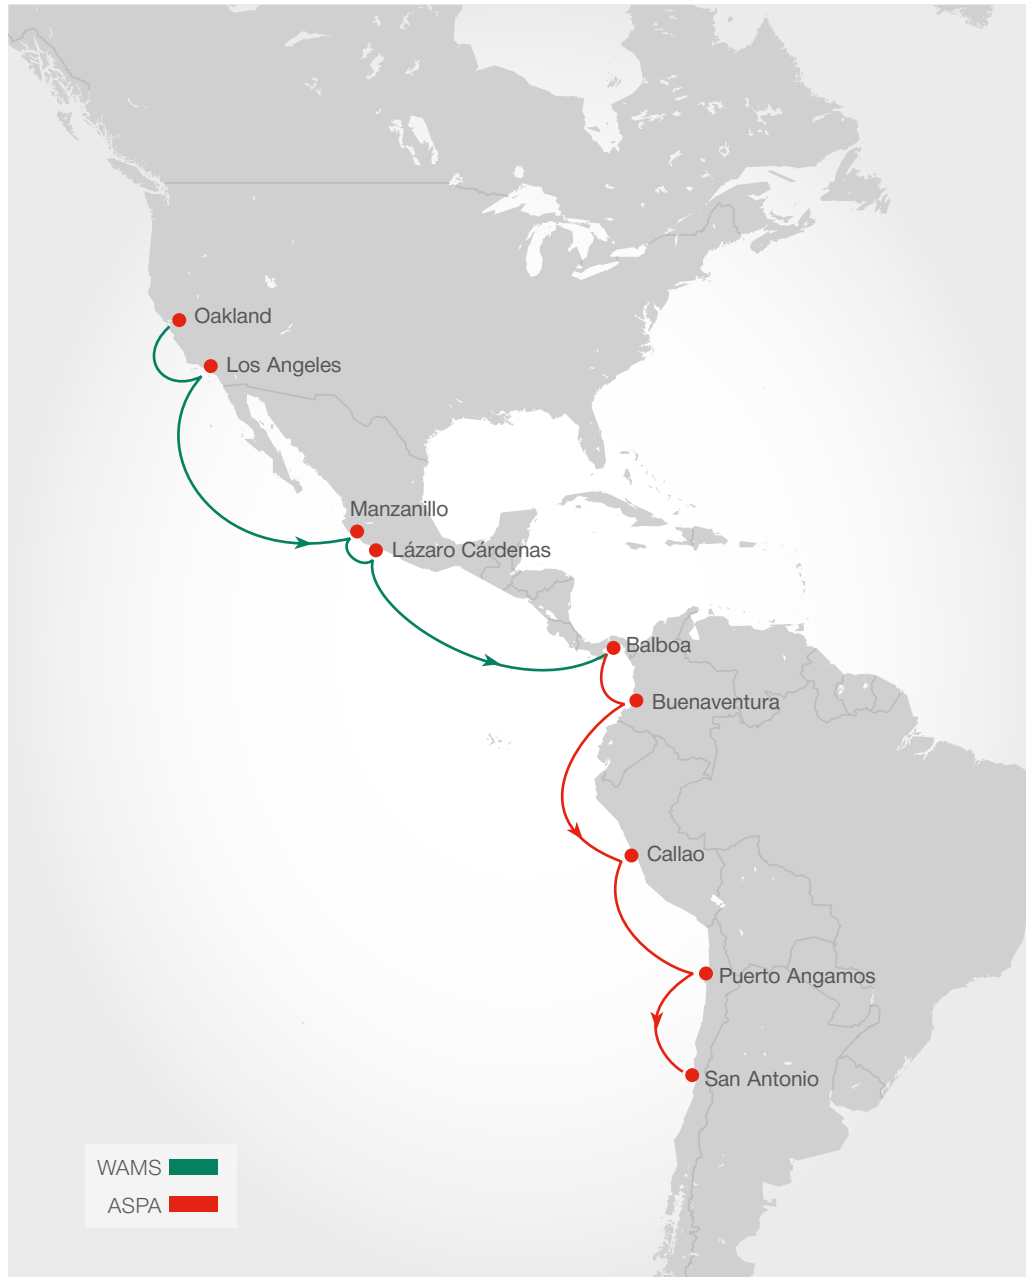 Oakland
Los Angeles
Manzanillo
Lázaro Cárdenas
Balboa
Buenaventura
Callao
Puerto Angamos
San Antonio
WAMS
ASPA